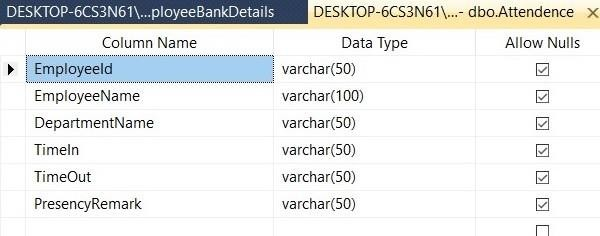 DESKTOP-6CS3N61\...ployeeBankDetails DESKTOP-6CS3N61\...- dbo.Attendence
Column Name Data Type Allow Nulls
EmployeeId varchar(50)
EmployeeName varchar(100)
DepartmentName varchar(50)
TimeIn varchar(50)
TimeOut varchar(50)
PresencyRemark varchar(50)